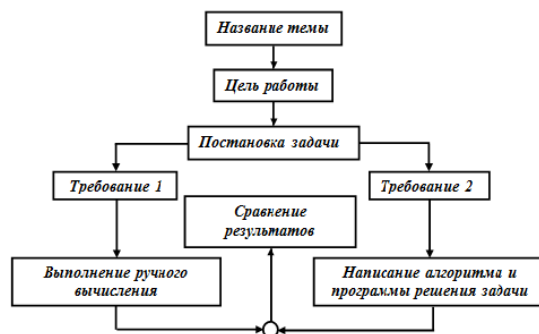 Название темы
Цель работы
Постановка задачи
Требование 1
Требование 2
Сравнение
результатов
Выполнение ручного
вычисления
Написание алгоритма и
программы решения задачи